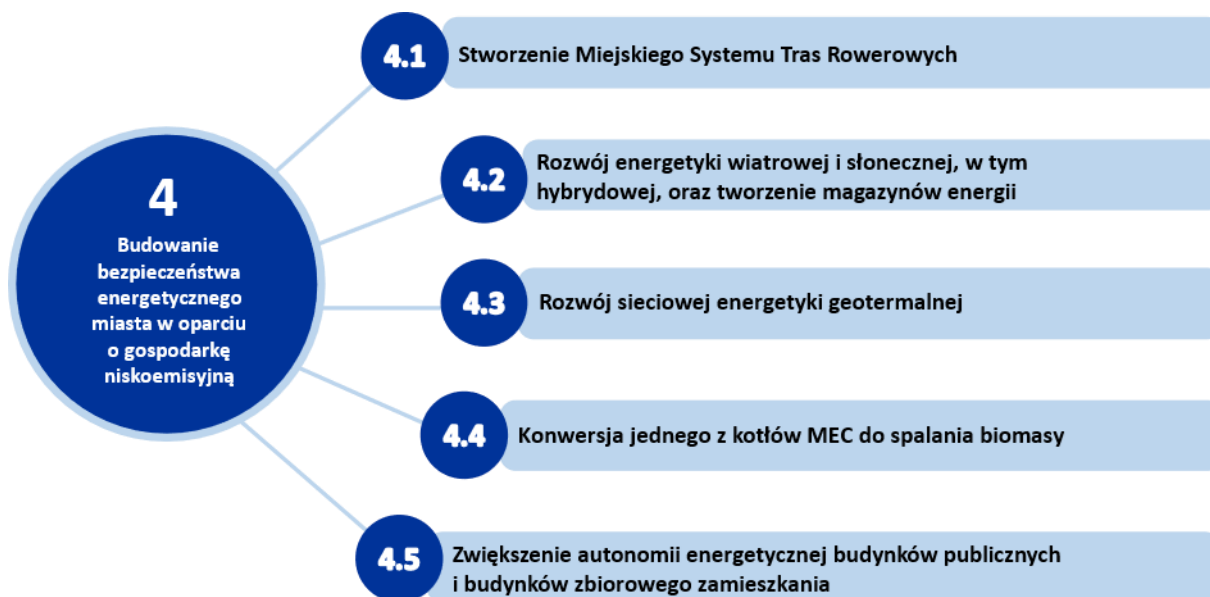 4.1
Stworzenie Miejskiego Systemu Tras Rowerowych
4.2
Rozwój energetyki wiatrowej i słonecznej, w tym
hybrydowej, oraz tworzenie magazynów energii
4
Budowanie
bezpieczeństwa
energetycznego
miasta w oparciu
o gospodarkę
niskoemisyjną
4.3
Rozwój sieciowej energetyki geotermalnej
4.4
Konwersja jednego z kotłów MEC do spalania biomasy
4.5
Zwiększenie autonomii energetycznej budynków publicznych
i budynków zbiorowego zamieszkania